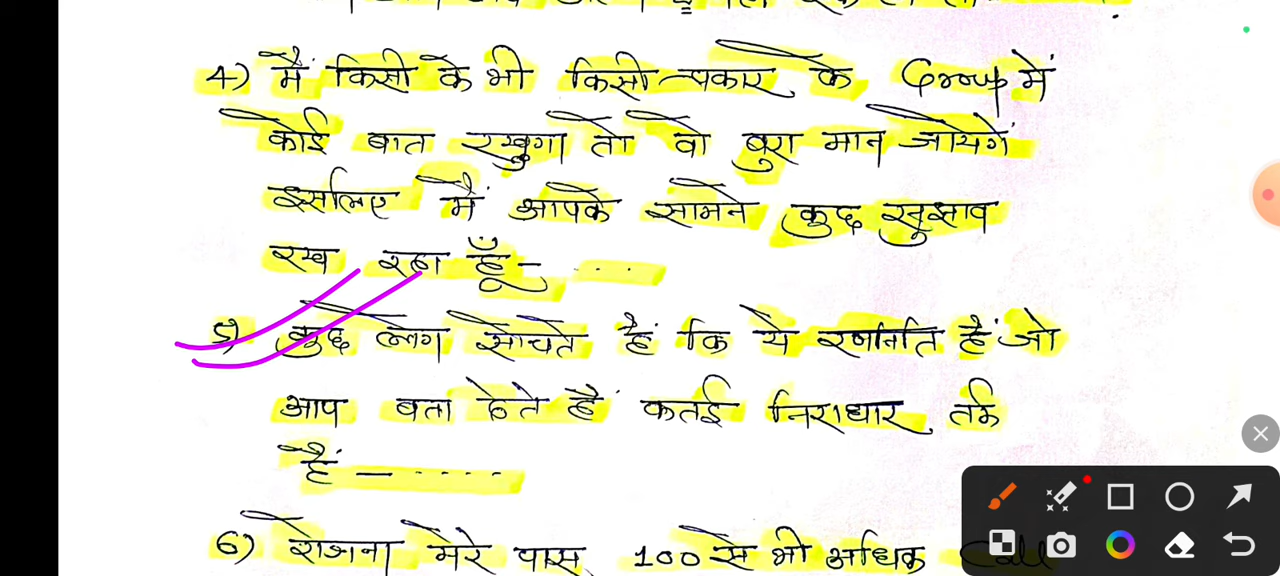 4) मैं किसी के भी किसी प्रकार के Group में
कोई बात रखुगा तो वो बुरा मान जायेगें
इसलिए मैं आपके सामने कुछ सुझाव
रख रहा हूँ- ...
5) कुछ लोग सोचते हैं कि ये रणनिति हैं जो
आप बता देते हैं कतई निराधार तर्क
हैं - .....
6) रोजाना मेरे पास 100 से भी अधिक Call